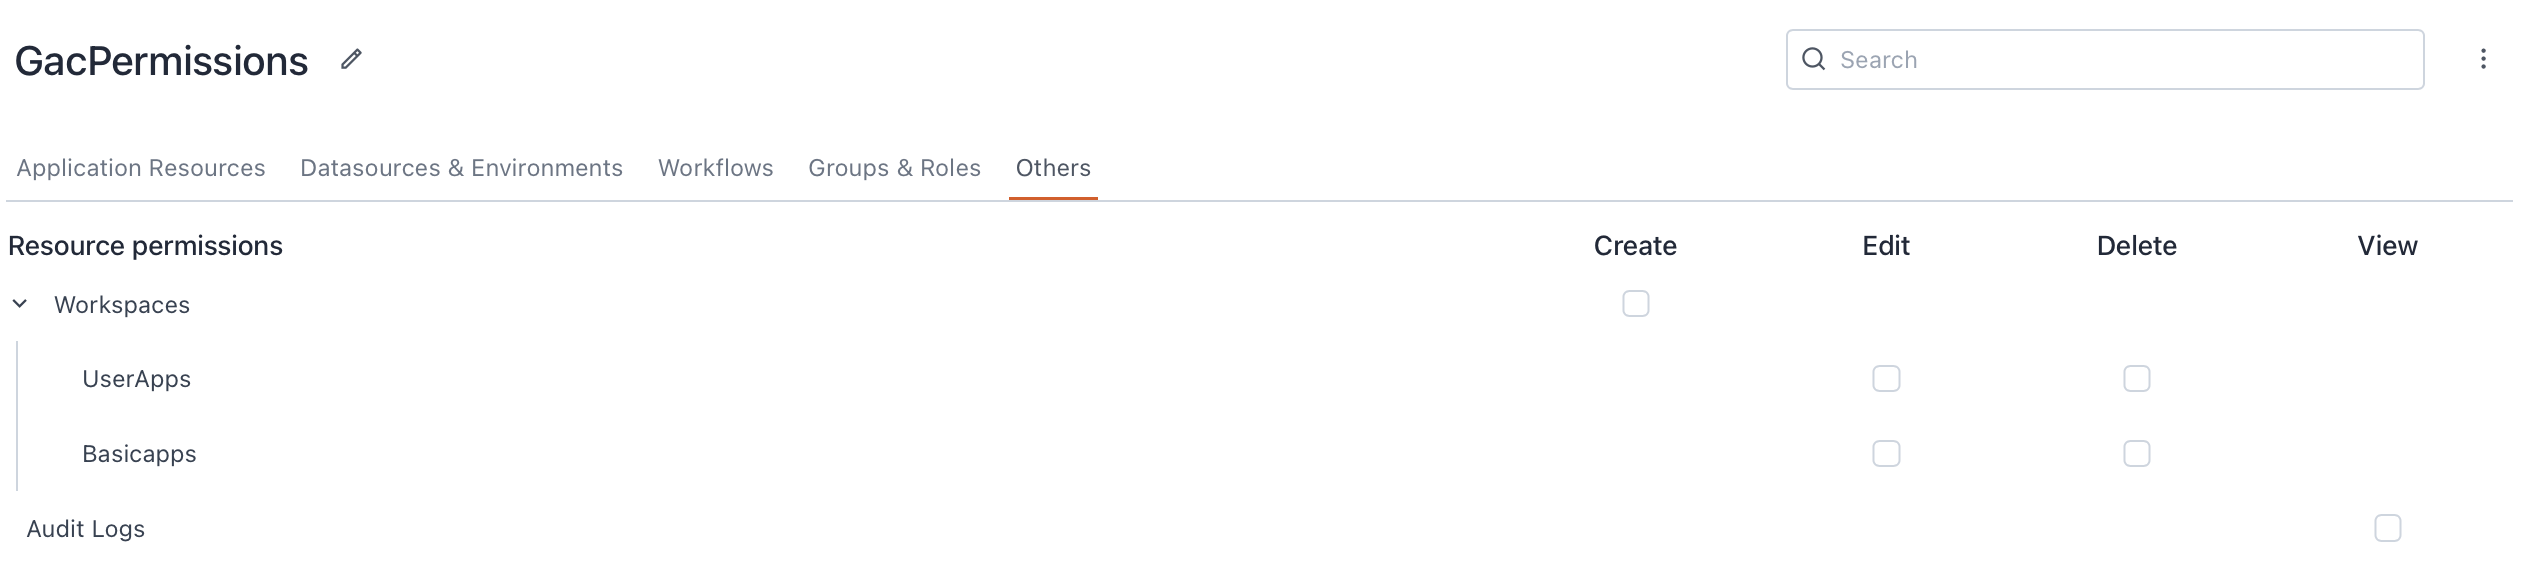 GacPermissions
Search
Application Resources Datasources & Environments Workflows Groups & Roles Others
Resource permissions Create Edit Delete View
Workspaces
UserApps
Basicapps
Audit Logs